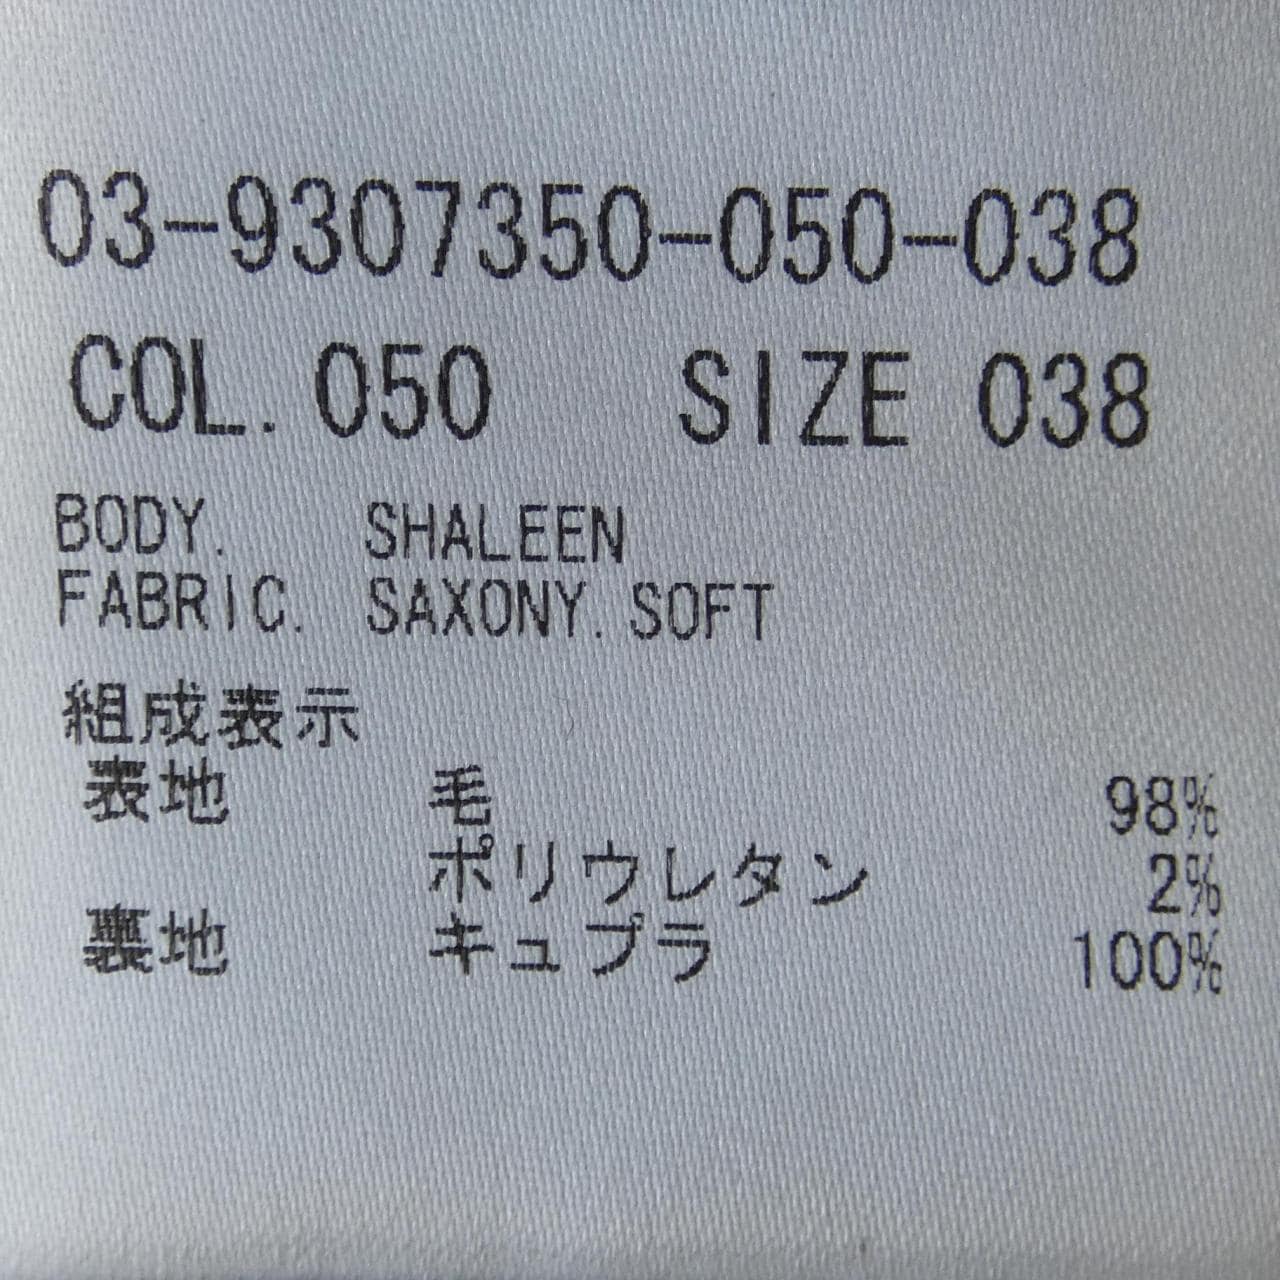 03-9307350-050-038
COL. 050 SIZE 038
BODY. SHALEEN
FABRIC. SAXONY. SOFT
組成表示
表地 毛 98%
ポリウレタン 2%
裏地 キュプラ 100%